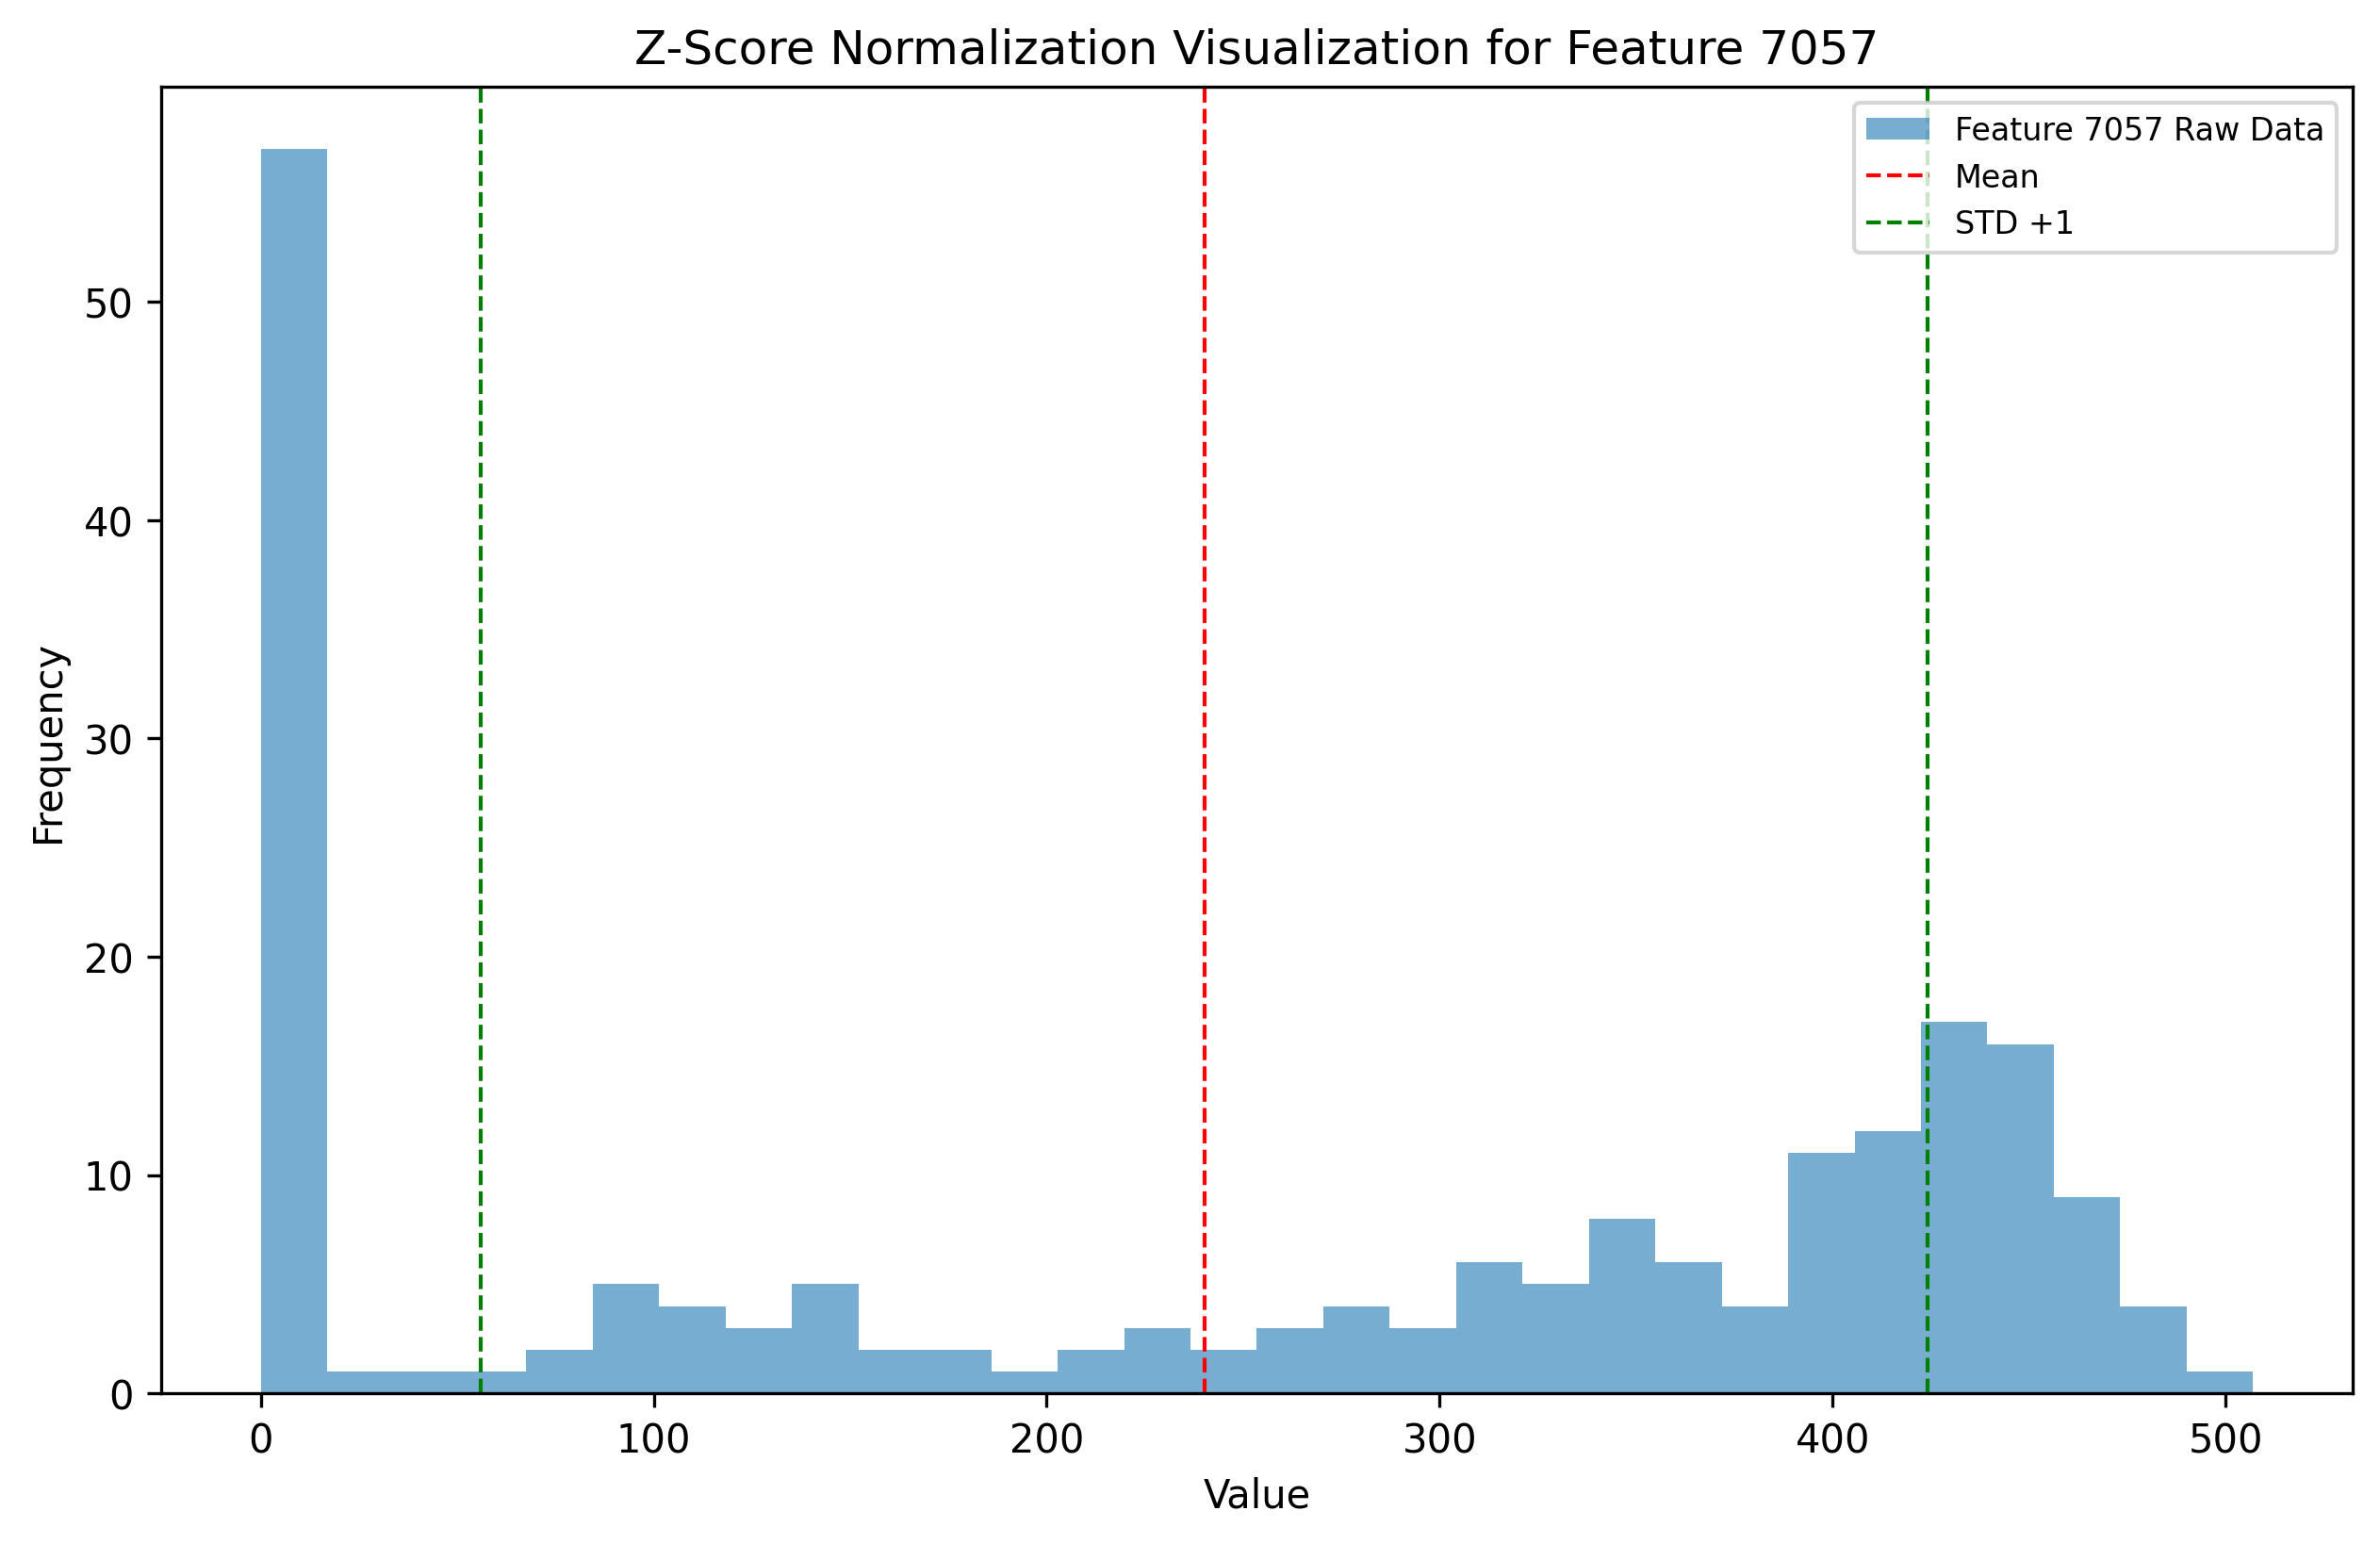 Z-Score Normalization Visualization for Feature 7057
Feature 7057 Raw Data
Mean
STD +1
Frequency
50
40
30
20
10
0
0 100 200 300 400 500
Value